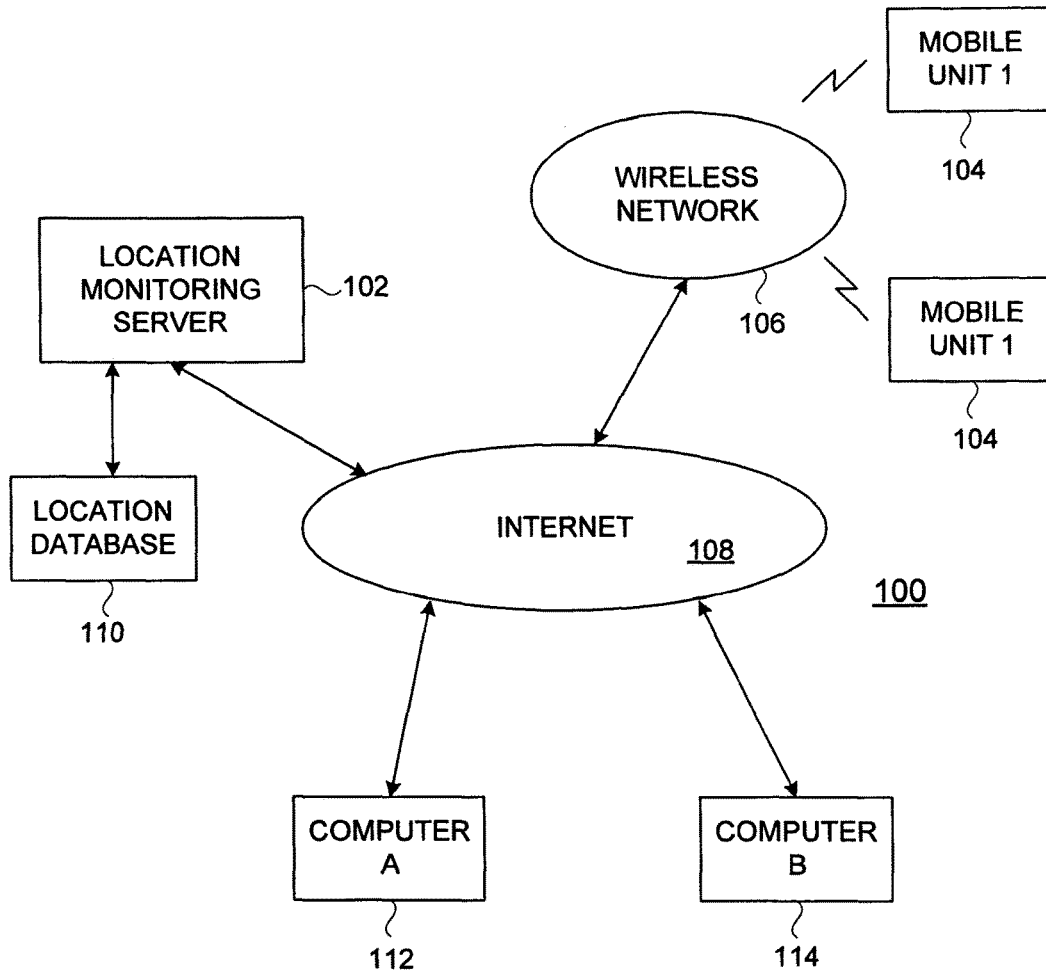 MOBILE
UNIT 1
104
WIRELESS
NETWORK
106
LOCATION
MONITORING
SERVER
102
MOBILE
UNIT 1
104
LOCATION
DATABASE
110
INTERNET
108
100
COMPUTER
A
112
COMPUTER
B
114